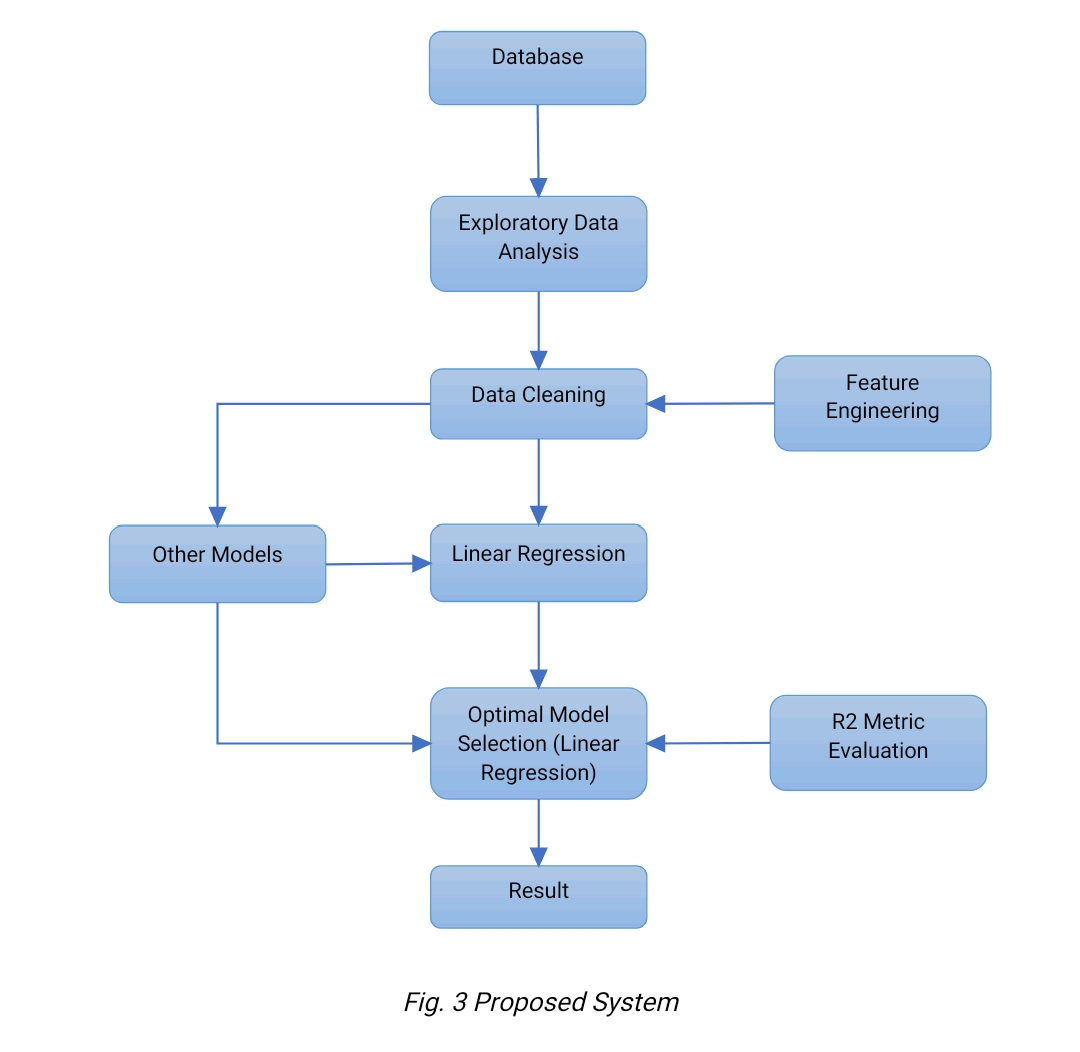 Database
Exploratory Data
Analysis
Data Cleaning
Feature
Engineering
Other Models
Linear Regression
Optimal Model
Selection (Linear
Regression)
R2 Metric
Evaluation
Result
Fig. 3 Proposed System